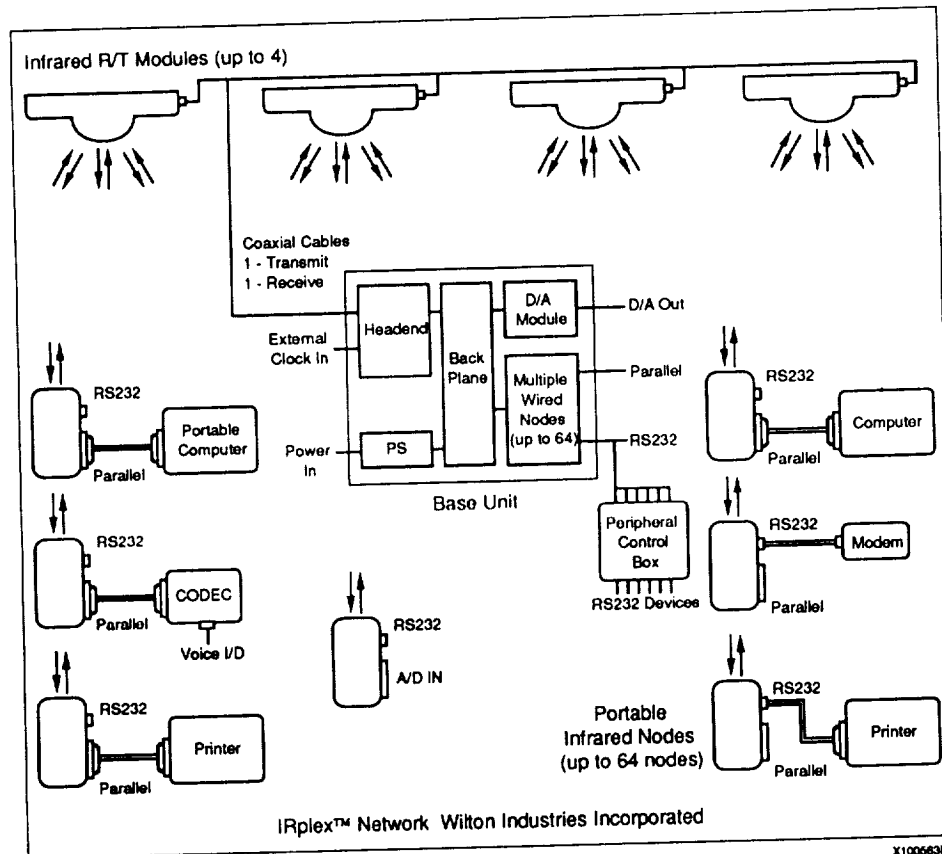 Infrared R/T Modules (up to 4)
Coaxial Cables
1 - Transmit
1 - Receive
External
Clock In
Headend
Back
Plane
D/A
Module
D/A Out
Multiple
Wired
Nodes
(up to 64)
Parallel
RS232
Power
In
PS
Base Unit
Peripheral
Control
Box
RS232 Devices
RS232
Portable
Computer
Parallel
RS232
CODEC
Parallel
Voice I/D
RS232
Printer
Parallel
RS232
A/D IN
RS232
Computer
Parallel
RS232
Modem
Parallel
RS232
Printer
Parallel
Portable
Infrared Nodes
(up to 64 nodes)
IRplex™ Network Wilton Industries Incorporated